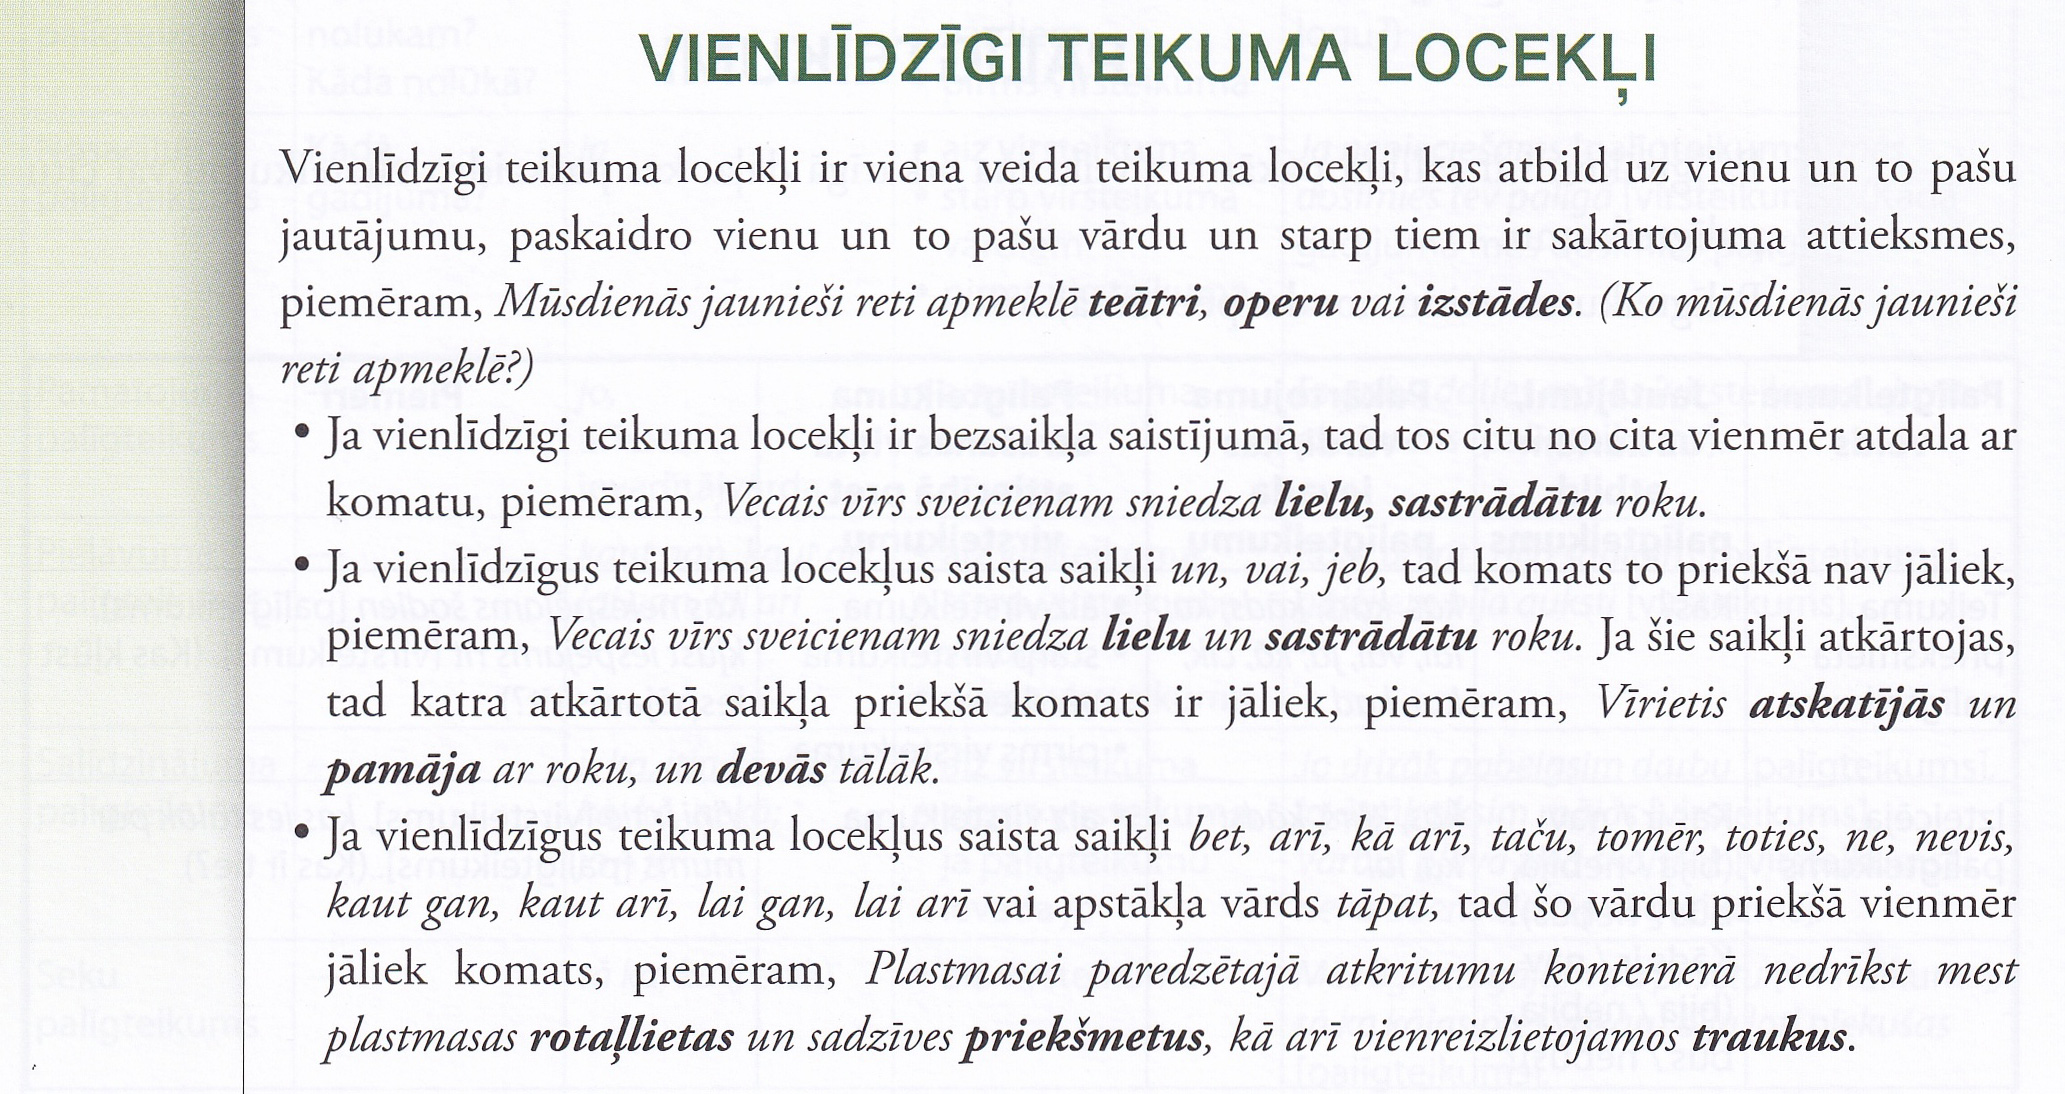 VIENLĪDZĪGI TEIKUMA LOCEKĻI
Vienlīdzīgi teikuma locekļi ir viena veida teikuma locekļi, kas atbild uz vienu un to pašu
jautājumu, paskaidro vienu un to pašu vārdu un starp tiem ir sakārtojuma attieksmes,
piemēram, Mūsdienās jaunieši reti apmeklē teātri, operu vai izstādes. (Ko mūsdienās jaunieši
reti apmeklē?)
• Ja vienlīdzīgi teikuma locekļi ir bezsaikļa saistījumā, tad tos citu no cita vienmēr atdala ar
komatu, piemēram, Vecais vīrs sveicienam sniedza lielu, sastrādātu roku.
• Ja vienlīdzīgus teikuma locekļus saista saikļi un, vai, jeb, tad komats to priekšā nav jāliek,
piemēram, Vecais vīrs sveicienam sniedza lielu un sastrādātu roku. Ja šie saikļi atkārtojas,
tad katra atkārtotā saikļa priekšā komats ir jāliek, piemēram, Vīrietis atskatījās un
pamāja ar roku, un devās tālāk.
• Ja vienlīdzīgus teikuma locekļus saista saikļi bet, arī, kā arī, taču, tomēr, toties, ne, nevis,
kaut gan, kaut arī, lai gan, lai arī vai apstākļa vārds tāpat, tad šo vārdu priekšā vienmēr
jāliek komats, piemēram, Plastmasai paredzētajā atkritumu konteinerā nedrīkst mest
plastmasas rotaļlietas un sadzīves priekšmetus, kā arī vienreizlietojamos traukus.